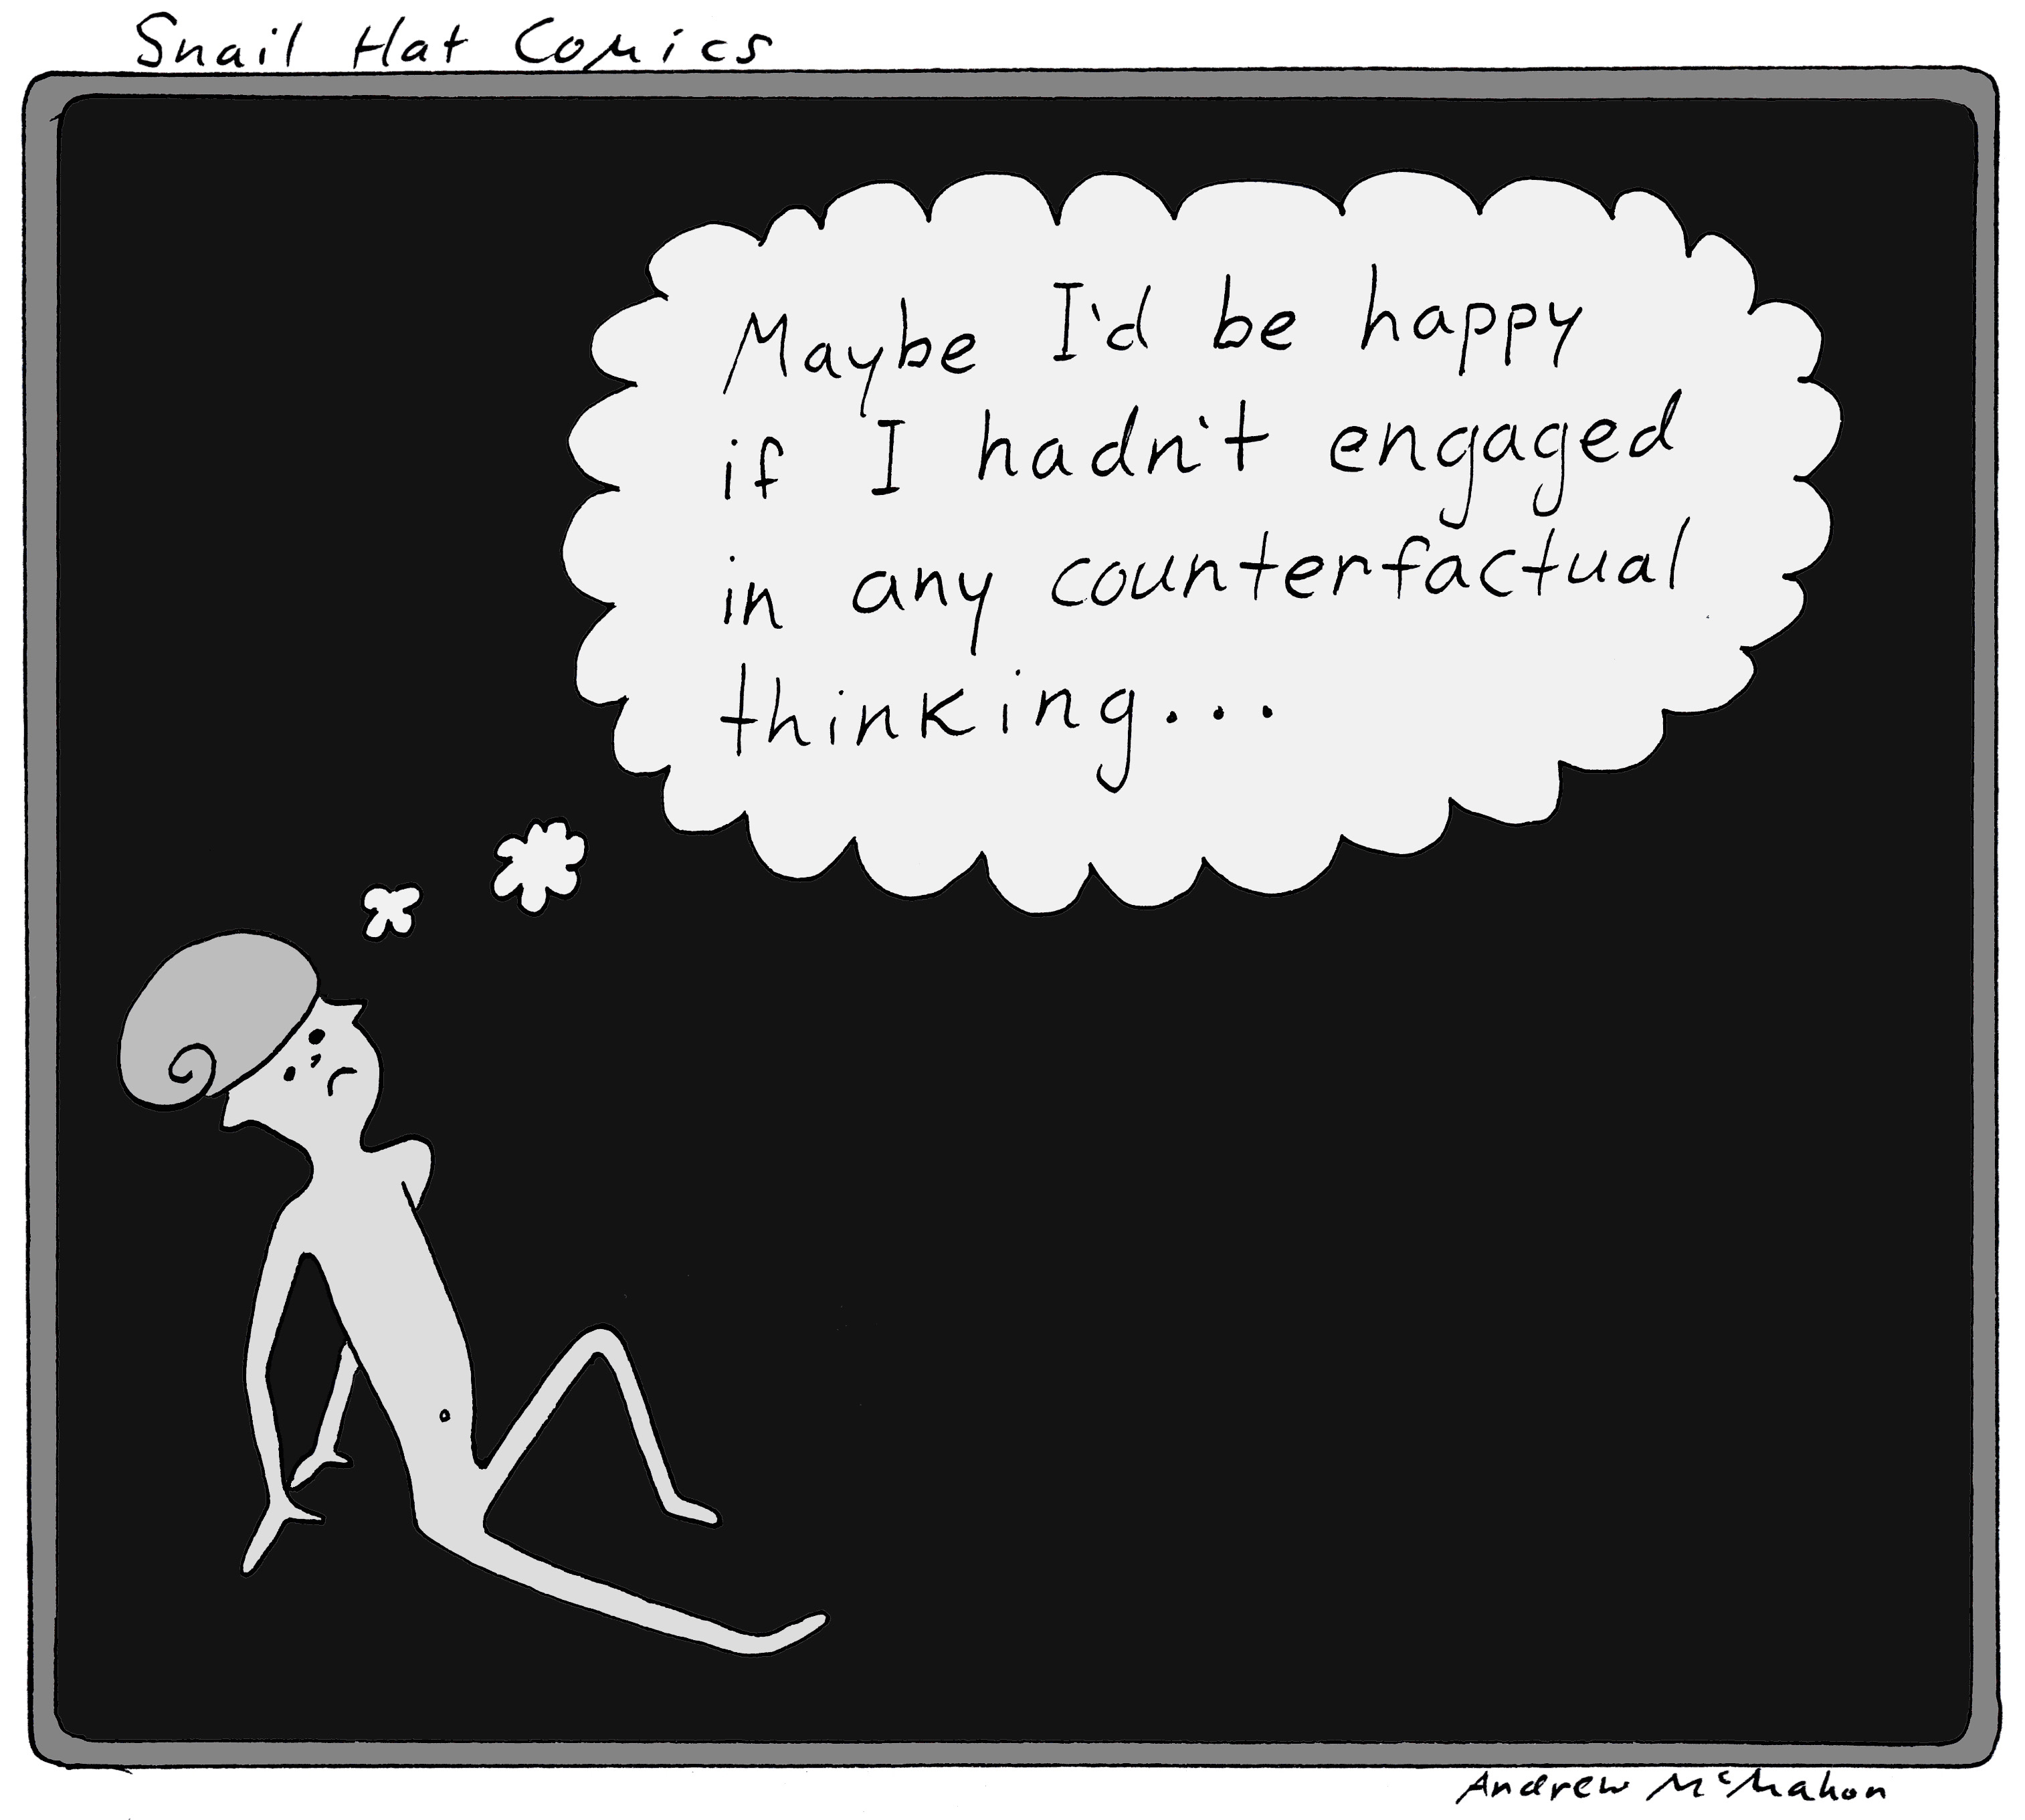 Snail Hat Comics
Maybe I'd be happy
if I hadn't engaged
in any counterfactual
thinking...
Andrew McMahon